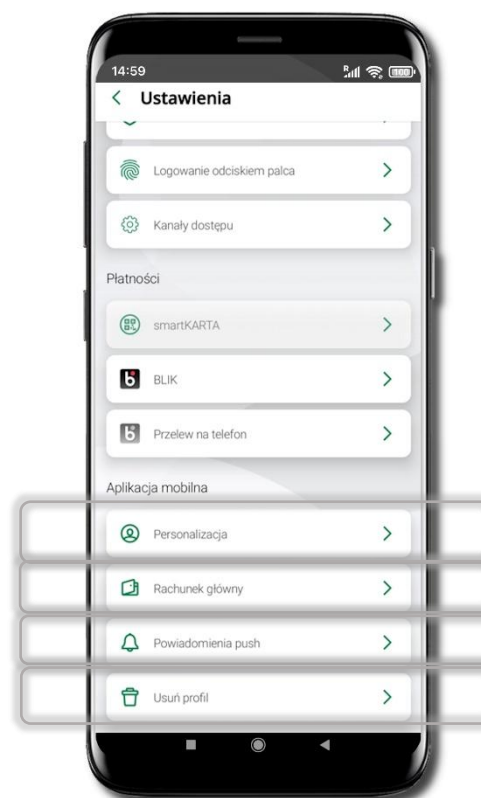 14:59
R
100
Ustawienia
Logowanie odciskiem palca
Kanały dostępu
Płatności
smartKARTA
BLIK
Przelew na telefon
Aplikacja mobilna
Personalizacja
Rachunek główny
Powiadomienia push
Usuń profil